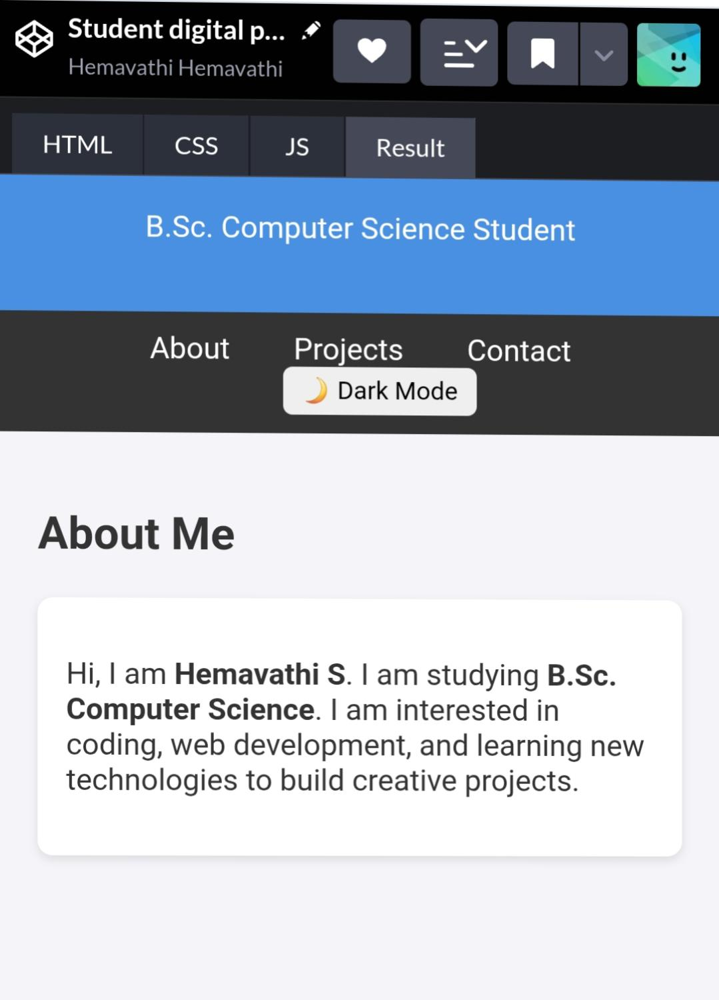 Student digital p...
Hemavathi Hemavathi
HTML CSS JS Result
B.Sc. Computer Science Student
About Projects Contact
🌙 Dark Mode
About Me
Hi, I am Hemavathi S. I am studying B.Sc.
Computer Science. I am interested in
coding, web development, and learning new
technologies to build creative projects.